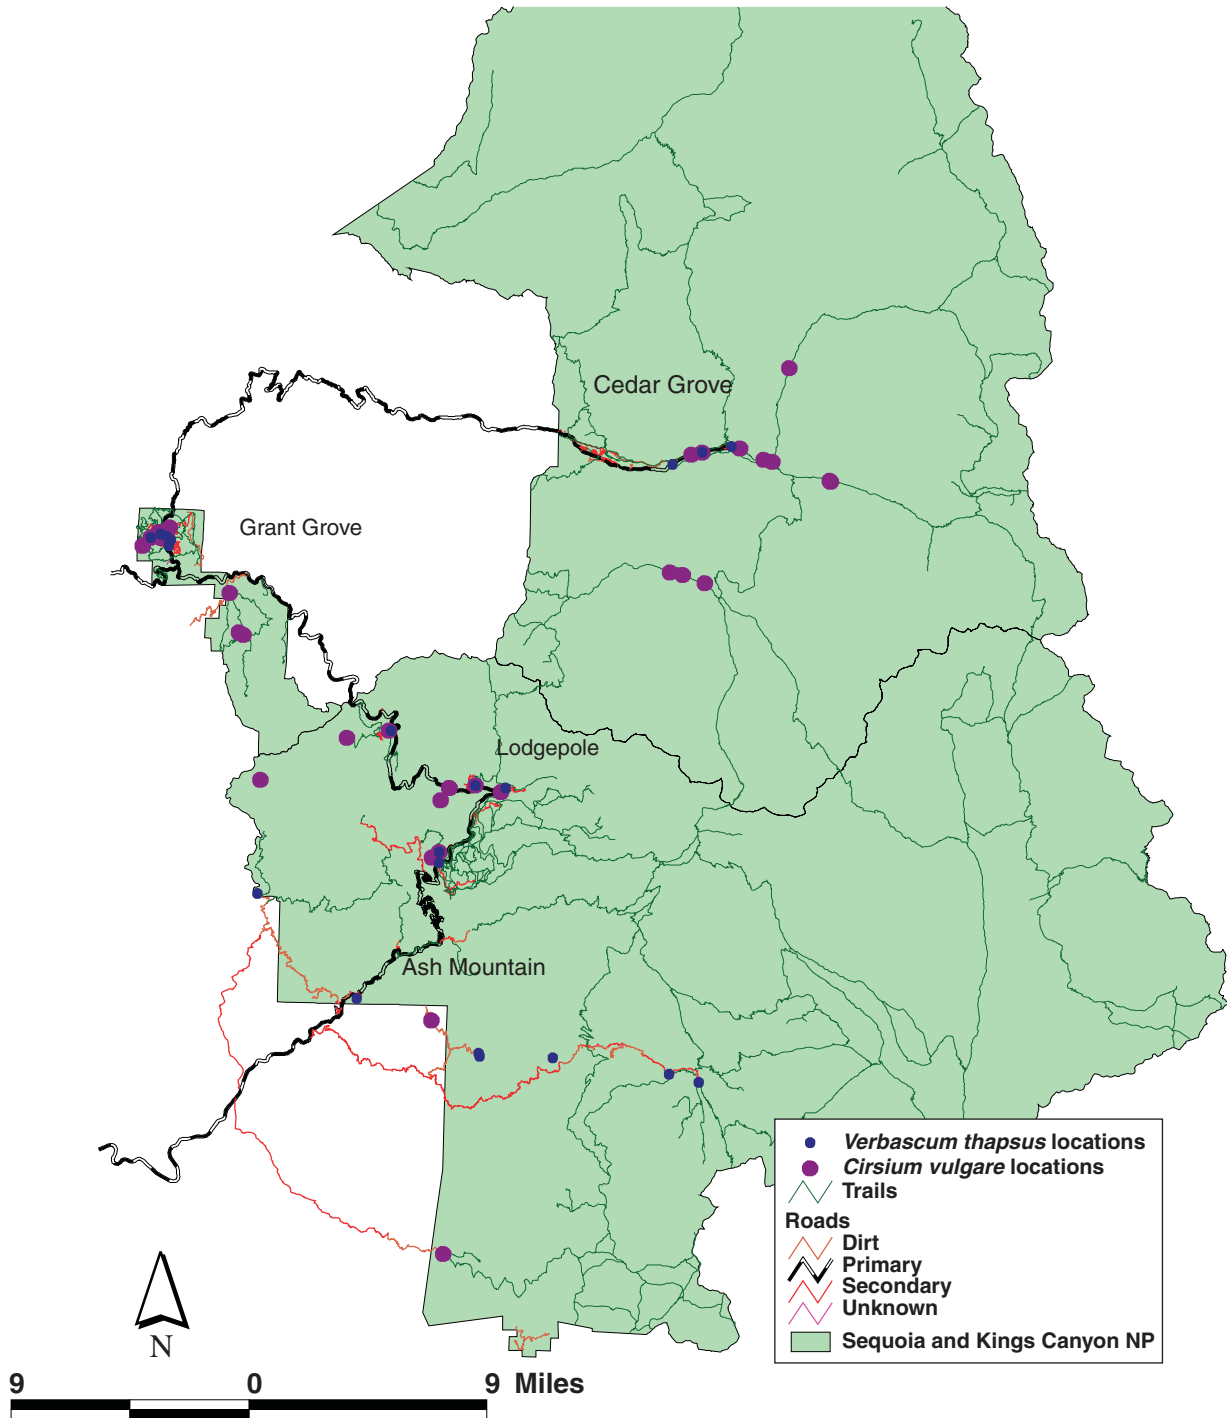 Cedar Grove
Grant Grove
Lodgepole
Ash Mountain
Verbascum thapsus locations
Cirsium vulgare locations
Trails
Roads
Dirt
Primary
Secondary
Unknown
Sequoia and Kings Canyon NP
N
9 0 9 Miles